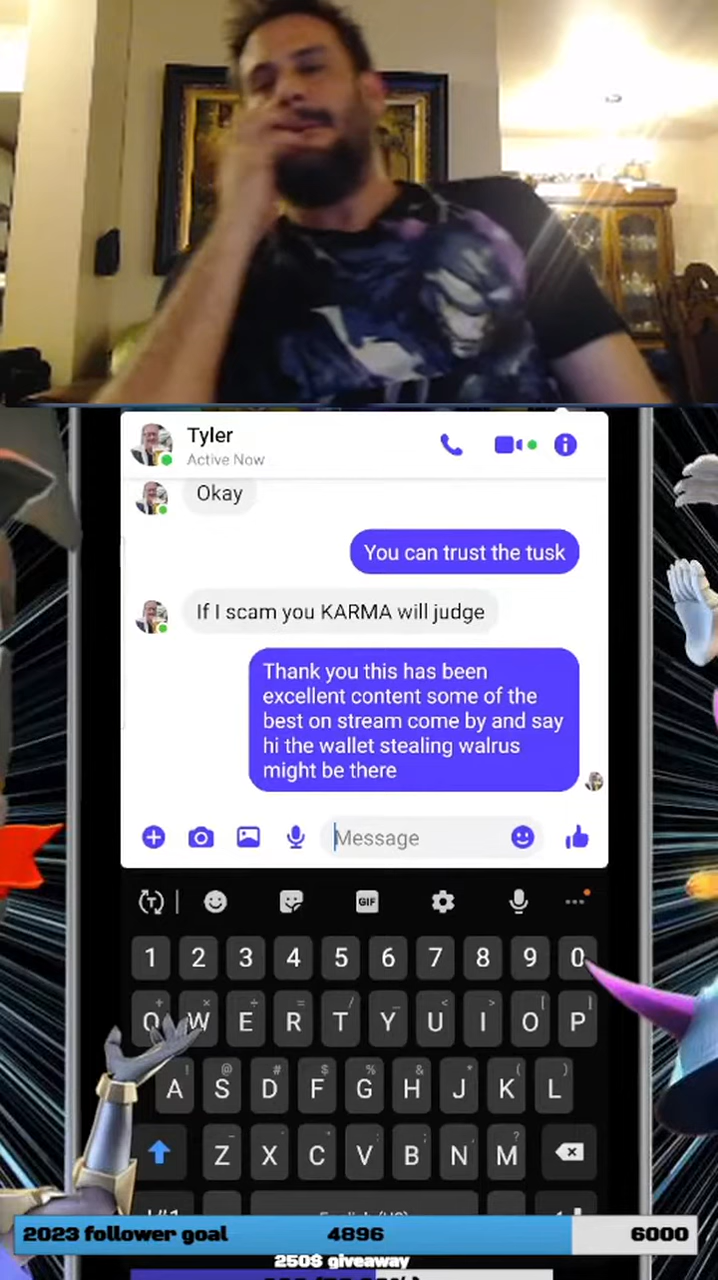 Tyler
Active Now
Okay
You can trust the tusk
If I scam you KARMA will judge
Thank you this has been
excellent content some of the
best on stream come by and say
hi the wallet stealing walrus
might be there
Message
GIF
1 2 3 4 5 6 7 8 9 0
Q W E R T Y U I O P
A S D F G H J K L
Z X C V B N M
English (US)
2023 follower goal 4896 6000
250$ giveaway